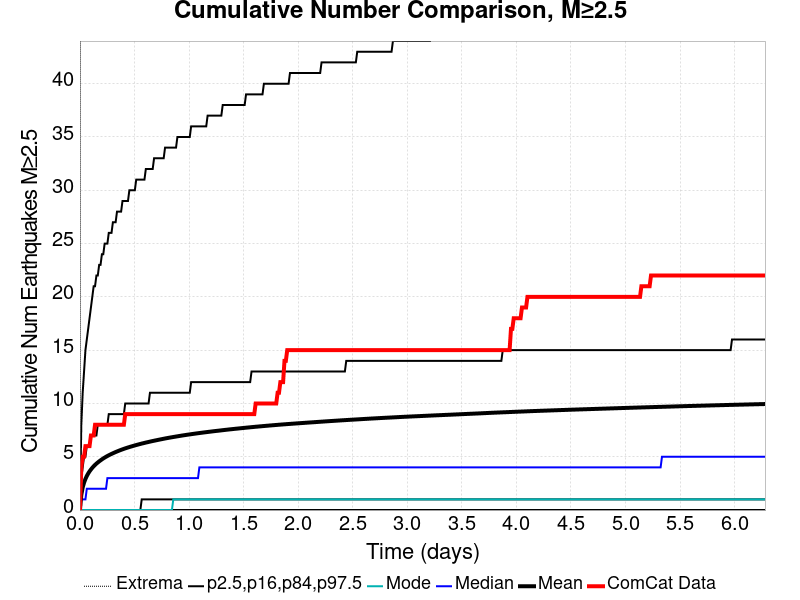 Cumulative Number Comparison, M≥2.5
Cumulative Num Earthquakes M≥2.5
40
35
30
25
20
15
10
5
0
0.0 0.5 1.0 1.5 2.0 2.5 3.0 3.5 4.0 4.5 5.0 5.5 6.0
Time (days)
Extrema p2.5,p16,p84,p97.5 Mode Median Mean ComCat Data